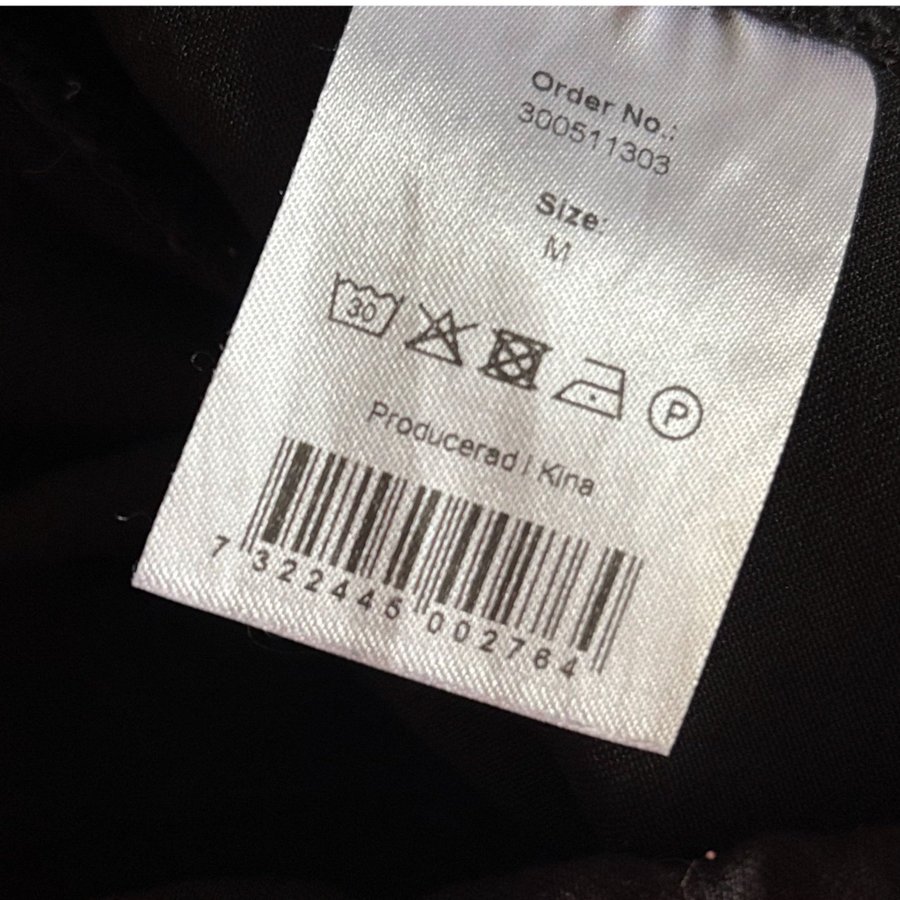 Order No.:
300511303
Size:
M
30
P
Producerad i Kina
7 322445 002764